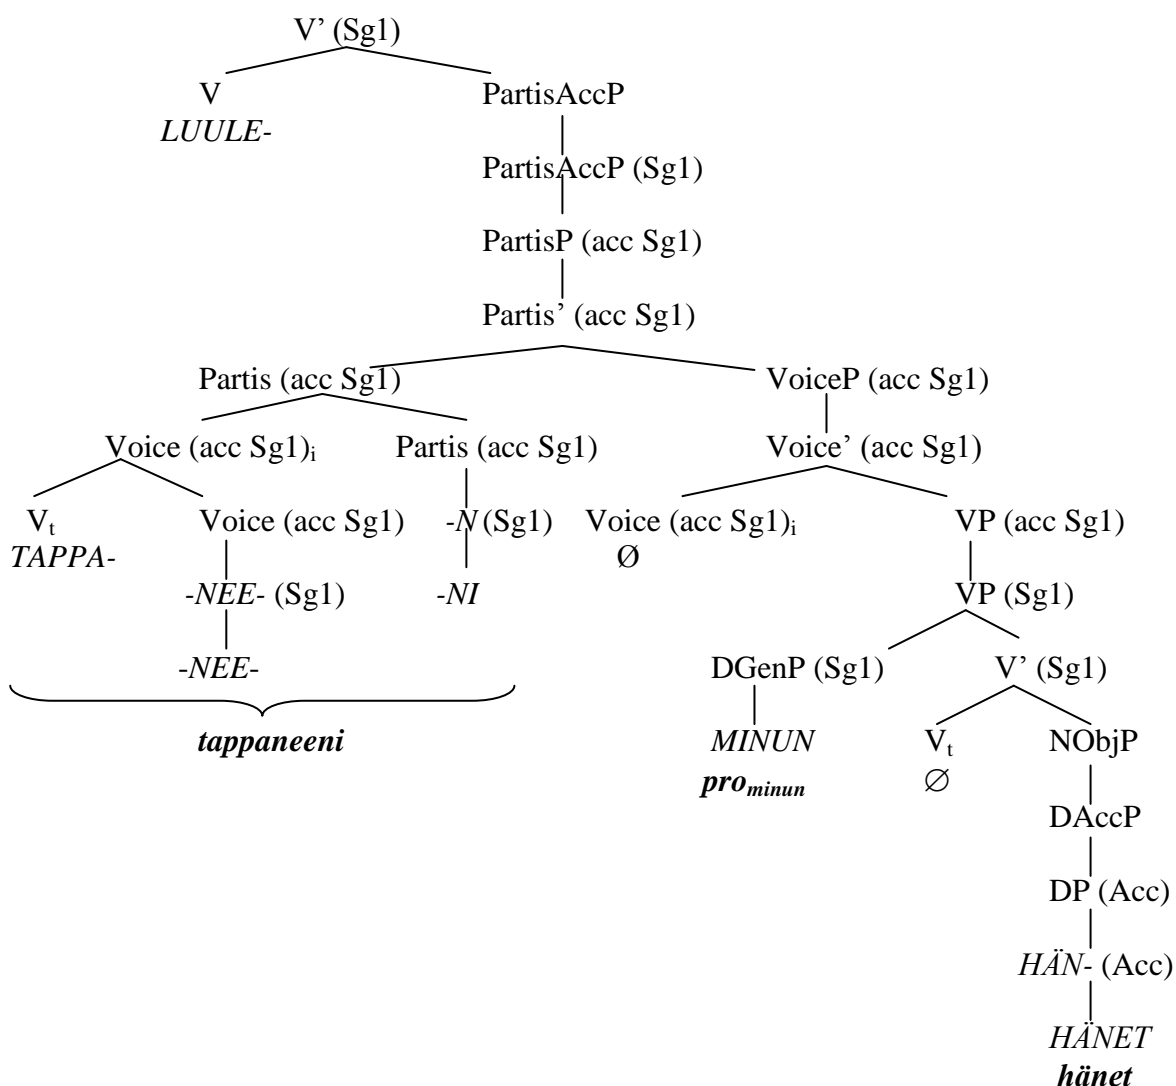 V’ (Sg1)
V PartisAccP
LUULE-
PartisAccP (Sg1)
PartisP (acc Sg1)
Partis’ (acc Sg1)
Partis (acc Sg1) VoiceP (acc Sg1)
Voice (acc Sg1)i Partis (acc Sg1) Voice’ (acc Sg1)
Vt Voice (acc Sg1) -N (Sg1) Voice (acc Sg1)i VP (acc Sg1)
TAPPA- Ø
-NEE- (Sg1) -NI VP (Sg1)
-NEE- DGenP (Sg1) V’ (Sg1)
tappaneeni MINUN Vt NObjP
prominun ∅
DAccP
DP (Acc)
HÄN- (Acc)
HÄNET
hänet